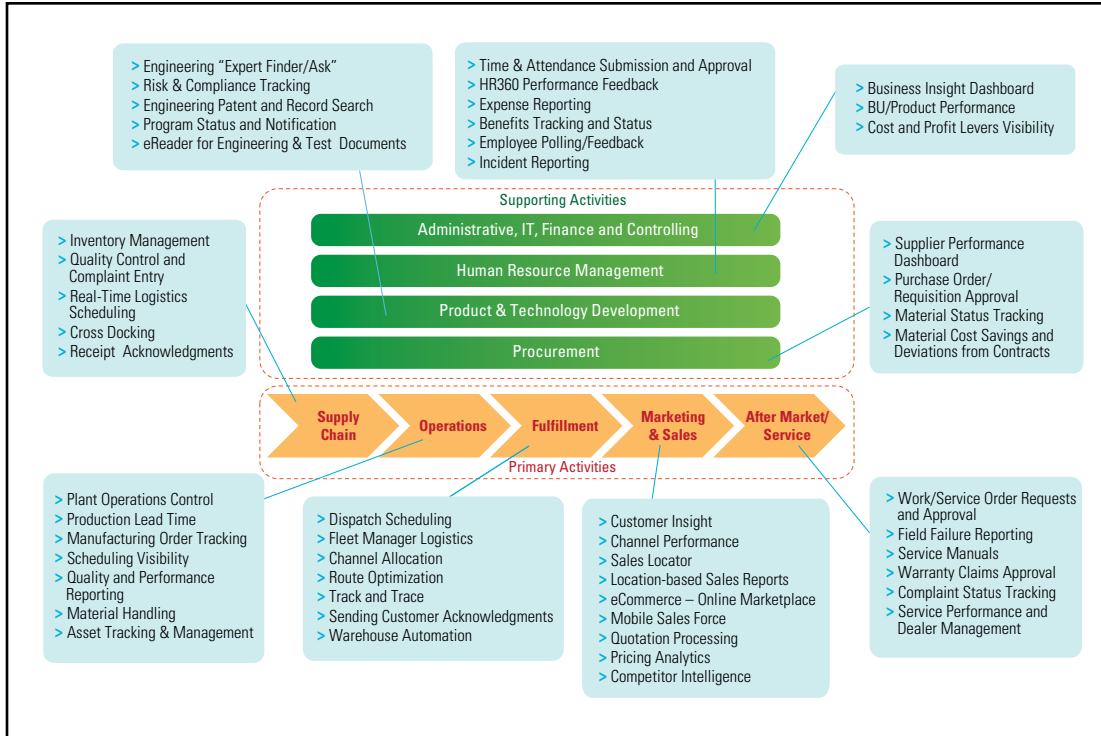 > Engineering “Expert Finder/Ask”
> Risk & Compliance Tracking
> Engineering Patent and Record Search
> Program Status and Notification
> eReader for Engineering & Test Documents
> Time & Attendance Submission and Approval
> HR360 Performance Feedback
> Expense Reporting
> Benefits Tracking and Status
> Employee Polling/Feedback
> Incident Reporting
> Business Insight Dashboard
> BU/Product Performance
> Cost and Profit Levers Visibility
Supporting Activities
Administrative, IT, Finance and Controlling
Human Resource Management
Product & Technology Development
Procurement
> Inventory Management
> Quality Control and
Complaint Entry
> Real-Time Logistics
Scheduling
> Cross Docking
> Receipt Acknowledgments
> Supplier Performance
Dashboard
> Purchase Order/
Requisition Approval
> Material Status Tracking
> Material Cost Savings and
Deviations from Contracts
Supply
Chain
Operations
Fulfillment
Marketing
& Sales
After Market/
Service
Primary Activities
> Plant Operations Control
> Production Lead Time
> Manufacturing Order Tracking
> Scheduling Visibility
> Quality and Performance
Reporting
> Material Handling
> Asset Tracking & Management
> Dispatch Scheduling
> Fleet Manager Logistics
> Channel Allocation
> Route Optimization
> Track and Trace
> Sending Customer Acknowledgments
> Warehouse Automation
> Customer Insight
> Channel Performance
> Sales Locator
> Location-based Sales Reports
> eCommerce – Online Marketplace
> Mobile Sales Force
> Quotation Processing
> Pricing Analytics
> Competitor Intelligence
> Work/Service Order Requests
and Approval
> Field Failure Reporting
> Service Manuals
> Warranty Claims Approval
> Complaint Status Tracking
> Service Performance and
Dealer Management